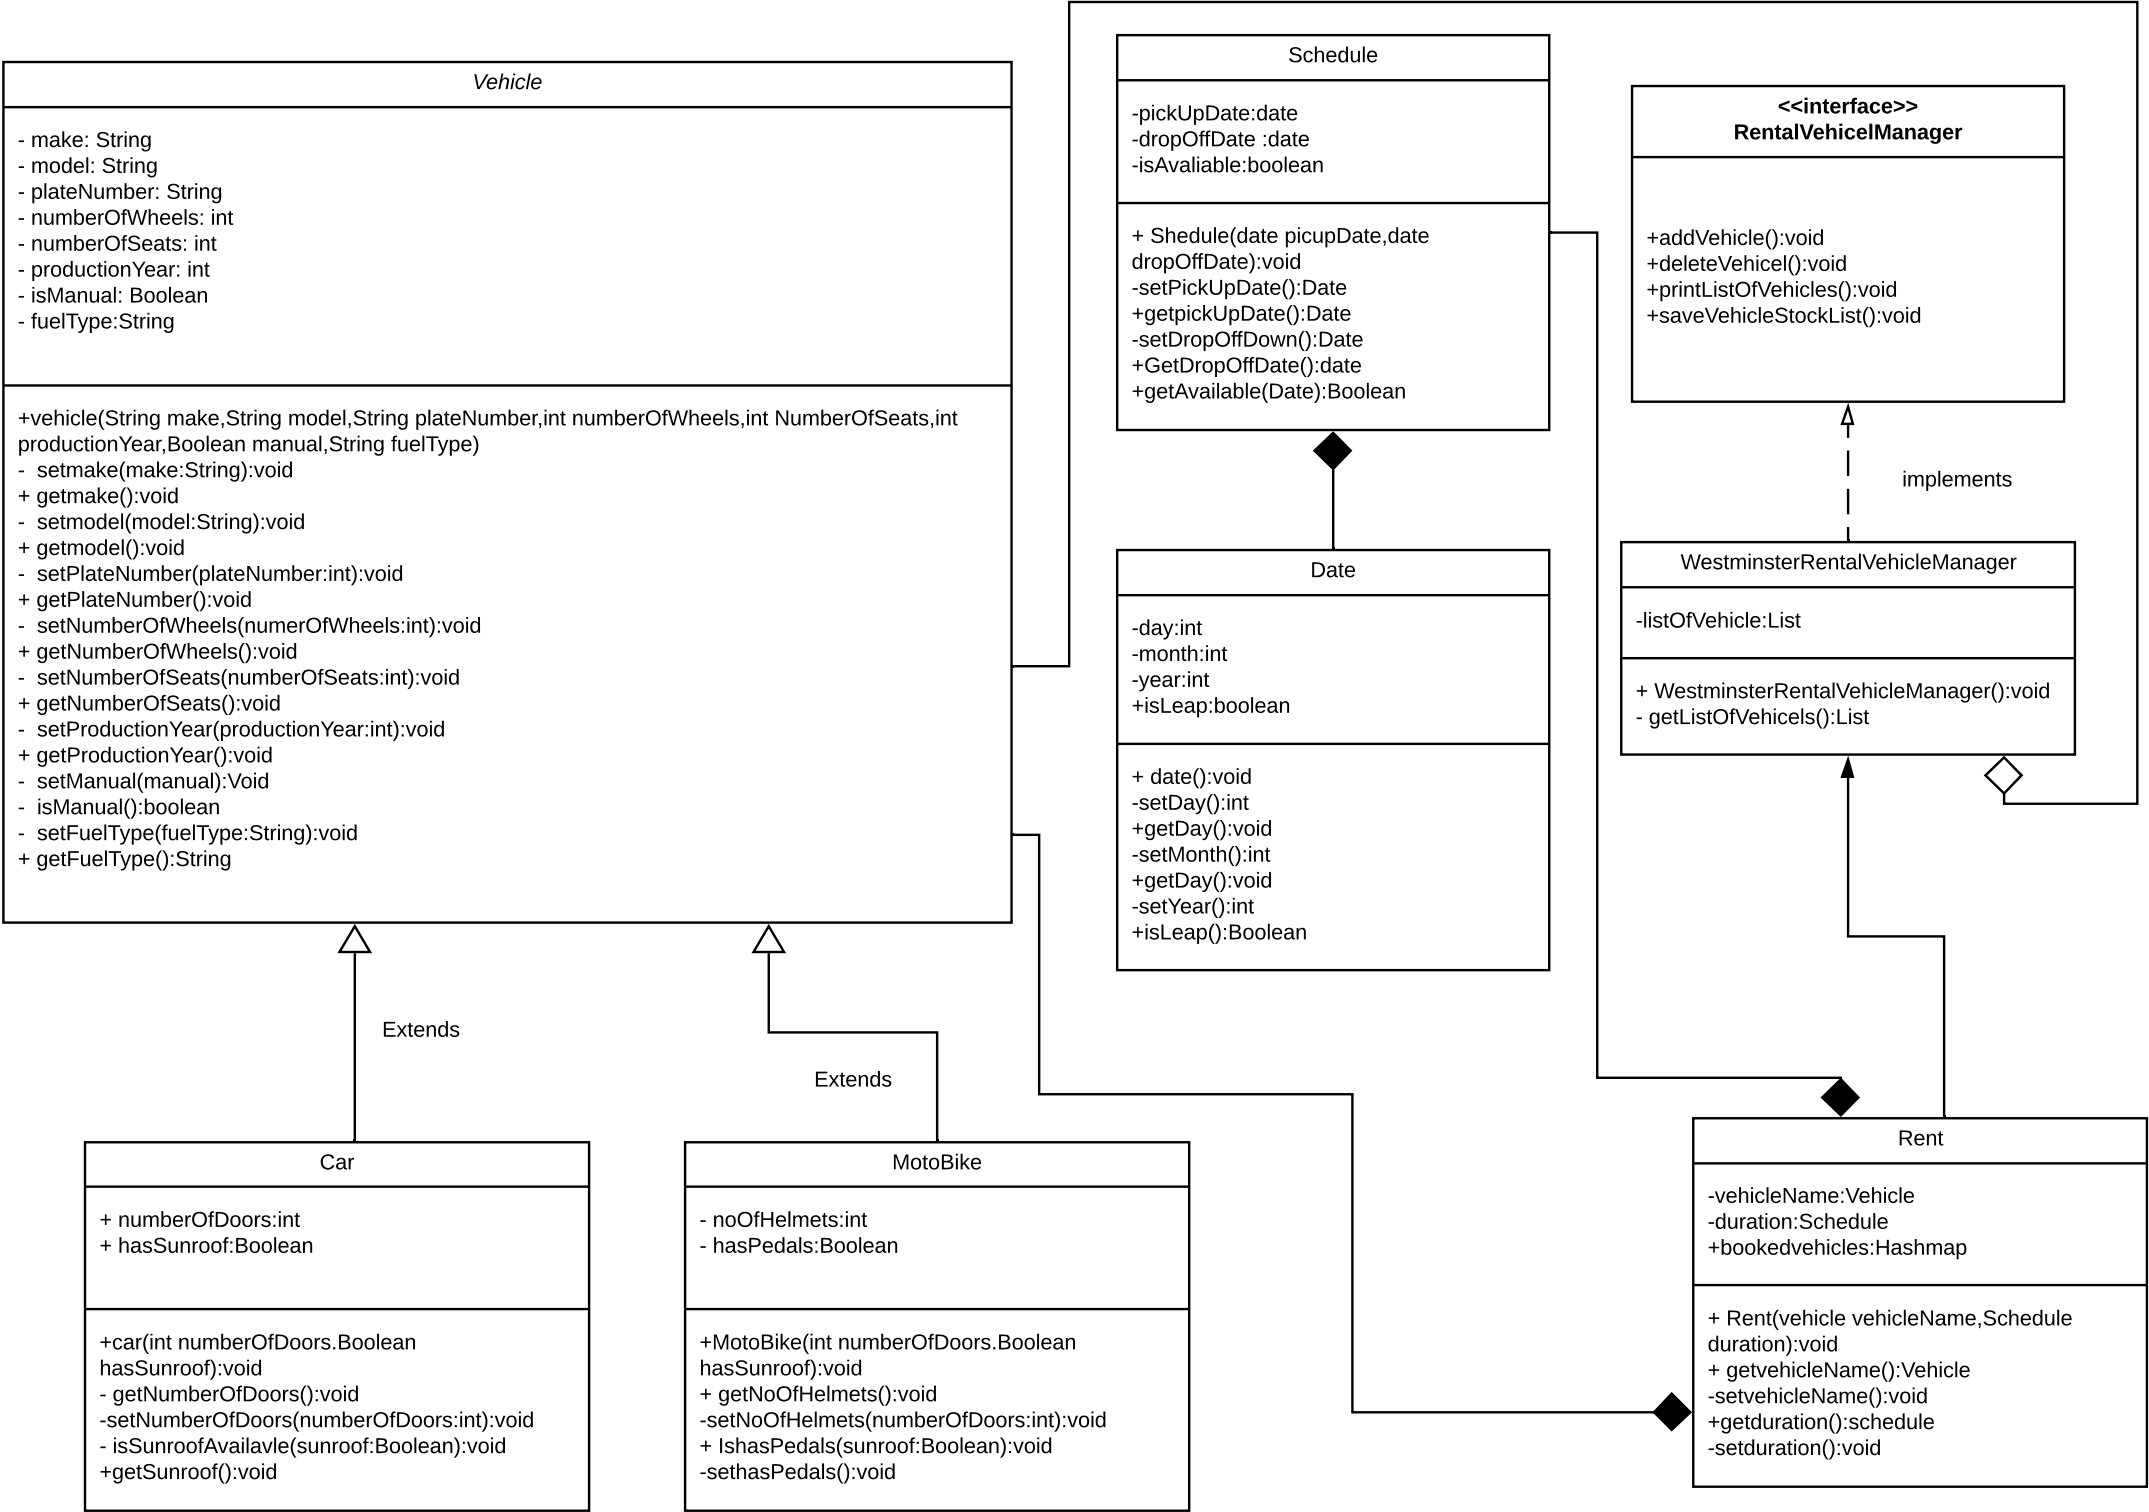 Vehicle
- make: String
- model: String
- plateNumber: String
- numberOfWheels: int
- numberOfSeats: int
- productionYear: int
- isManual: Boolean
- fuelType:String
+vehicle(String make,String model,String plateNumber,int numberOfWheels,int NumberOfSeats,int
productionYear,Boolean manual,String fuelType)
-  setmake(make:String):void
+ getmake():void
-  setmodel(model:String):void
+ getmodel():void
-  setPlateNumber(plateNumber:int):void
+ getPlateNumber():void
-  setNumberOfWheels(numerOfWheels:int):void
+ getNumberOfWheels():void
-  setNumberOfSeats(numberOfSeats:int):void
+ getNumberOfSeats():void
-  setProductionYear(productionYear:int):void
+ getProductionYear():void
-  setManual(manual):Void
-  isManual():boolean
-  setFuelType(fuelType:String):void
+ getFuelType():String
Schedule
-pickUpDate:date
-dropOffDate :date
-isAvaliable:boolean
+ Shedule(date picupDate,date
dropOffDate):void
-setPickUpDate():Date
+getpickUpDate():Date
-setDropOffDown():Date
+GetDropOffDate():date
+getAvailable(Date):Boolean
<<interface>>
RentalVehicelManager
+addVehicle():void
+deleteVehicel():void
+printListOfVehicles():void
+saveVehicleStockList():void
implements
Date
-day:int
-month:int
-year:int
+isLeap:boolean
+ date():void
-setDay():int
+getDay():void
-setMonth():int
+getDay():void
-setYear():int
+isLeap():Boolean
WestminsterRentalVehicleManager
-listOfVehicle:List
+ WestminsterRentalVehicleManager():void
- getListOfVehicels():List
Extends
Extends
Car
+ numberOfDoors:int
+ hasSunroof:Boolean
+car(int numberOfDoors.Boolean
hasSunroof):void
- getNumberOfDoors():void
-setNumberOfDoors(numberOfDoors:int):void
- isSunroofAvailavle(sunroof:Boolean):void
+getSunroof():void
MotoBike
- noOfHelmets:int
- hasPedals:Boolean
+MotoBike(int numberOfDoors.Boolean
hasSunroof):void
+ getNoOfHelmets():void
-setNoOfHelmets(numberOfDoors:int):void
+ IshasPedals(sunroof:Boolean):void
-sethasPedals():void
Rent
-vehicleName:Vehicle
-duration:Schedule
+bookedvehicles:Hashmap
+ Rent(vehicle vehicleName,Schedule
duration):void
+ getvehicleName():Vehicle
-setvehicleName():void
+getduration():schedule
-setduration():void